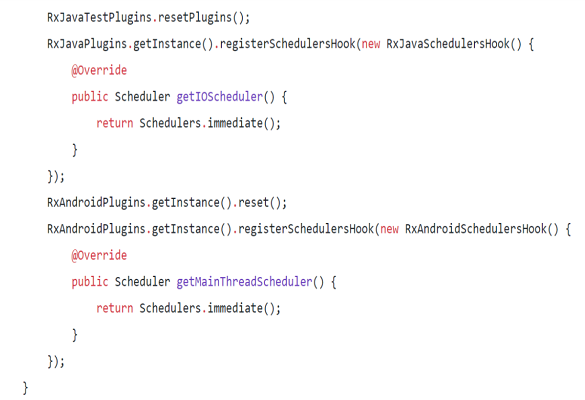 RxJavaTestPlugins.resetPlugins();
RxJavaPlugins.getInstance().registerSchedulersHook(new RxJavaSchedulersHook() {
@Override
public Scheduler getIOScheduler() {
return Schedulers.immediate();
}
});
RxAndroidPlugins.getInstance().reset();
RxAndroidPlugins.getInstance().registerSchedulersHook(new RxAndroidSchedulersHook() {
@Override
public Scheduler getMainThreadScheduler() {
return Schedulers.immediate();
}
});
}